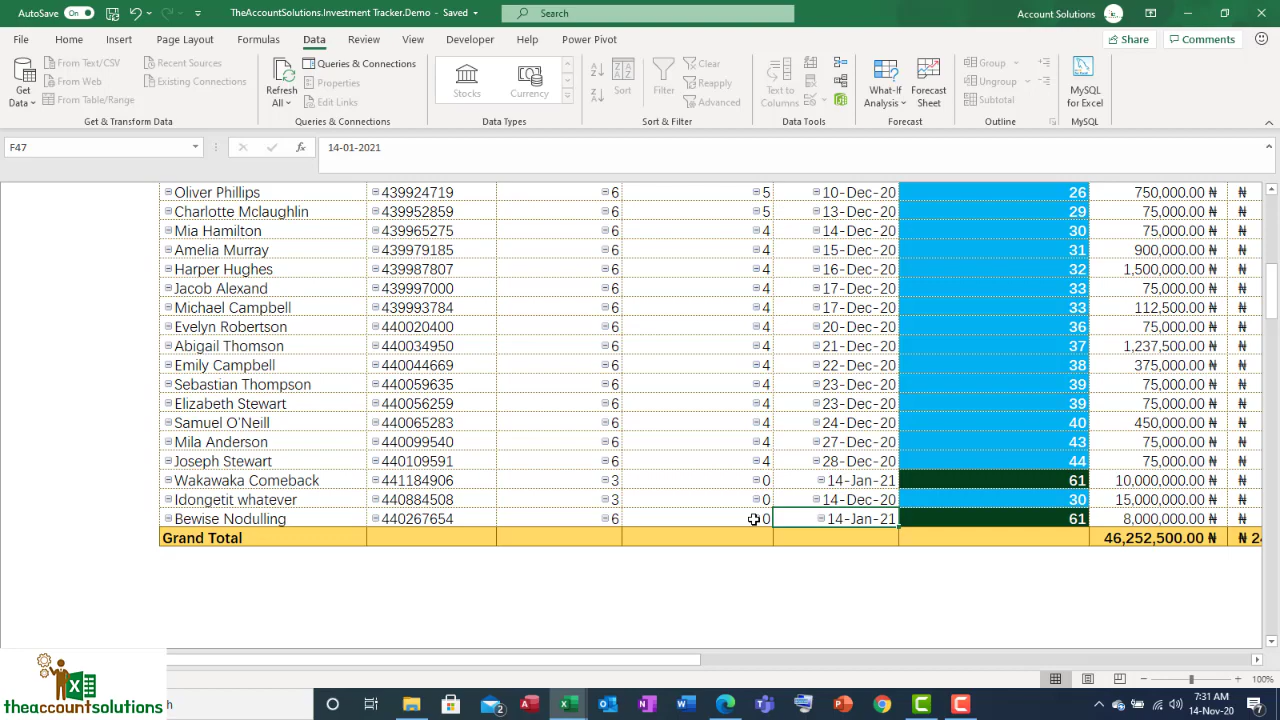 AutoSave On TheAccountSolutions.Investment Tracker.Demo - Saved Search Account Solutions
File Home Insert Page Layout Formulas Data Review View Developer Help Power Pivot Share Comments
Get Data From Text/CSV From Web From Table/Range Recent Sources Existing Connections
Refresh All Queries & Connections Properties Edit Links
Stocks Currency
Sort Filter Clear Reapply Advanced
Text to Columns
What-If Analysis Forecast Sheet
Group Ungroup Subtotal
MySQL for Excel
Get & Transform Data Queries & Connections Data Types Sort & Filter Data Tools Forecast Outline MySQL
F47 fx 14-01-2021
Oliver Phillips 439924719 6 5 10-Dec-20 26 750,000.00 ₦ ₦
Charlotte Mclaughlin 439952859 6 5 13-Dec-20 29 75,000.00 ₦ ₦
Mia Hamilton 439965275 6 4 14-Dec-20 30 75,000.00 ₦ ₦
Amelia Murray 439979185 6 4 15-Dec-20 31 900,000.00 ₦ ₦
Harper Hughes 439987807 6 4 16-Dec-20 32 1,500,000.00 ₦ ₦
Jacob Alexand 439997000 6 4 17-Dec-20 33 75,000.00 ₦ ₦
Michael Campbell 439993784 6 4 17-Dec-20 33 112,500.00 ₦ ₦
Evelyn Robertson 440020400 6 4 20-Dec-20 36 75,000.00 ₦ ₦
Abigail Thomson 440034950 6 4 21-Dec-20 37 1,237,500.00 ₦ ₦
Emily Campbell 440044669 6 4 22-Dec-20 38 375,000.00 ₦ ₦
Sebastian Thompson 440059635 6 4 23-Dec-20 39 75,000.00 ₦ ₦
Elizabeth Stewart 440056259 6 4 23-Dec-20 39 75,000.00 ₦ ₦
Samuel O'Neill 440065283 6 4 24-Dec-20 40 450,000.00 ₦ ₦
Mila Anderson 440099540 6 4 27-Dec-20 43 75,000.00 ₦ ₦
Joseph Stewart 440109591 6 4 28-Dec-20 44 75,000.00 ₦ ₦
Wakawaka Comeback 441184906 3 0 14-Jan-21 61 10,000,000.00 ₦ ₦
Idongetit whatever 440884508 3 0 14-Dec-20 30 15,000,000.00 ₦ ₦
Bewise Nodulling 440267654 6 0 14-Jan-21 61 8,000,000.00 ₦ ₦
Grand Total 46,252,500.00 ₦ ₦ 24
100%
theaccountsolutions
2
7:31 AM
14-Nov-20